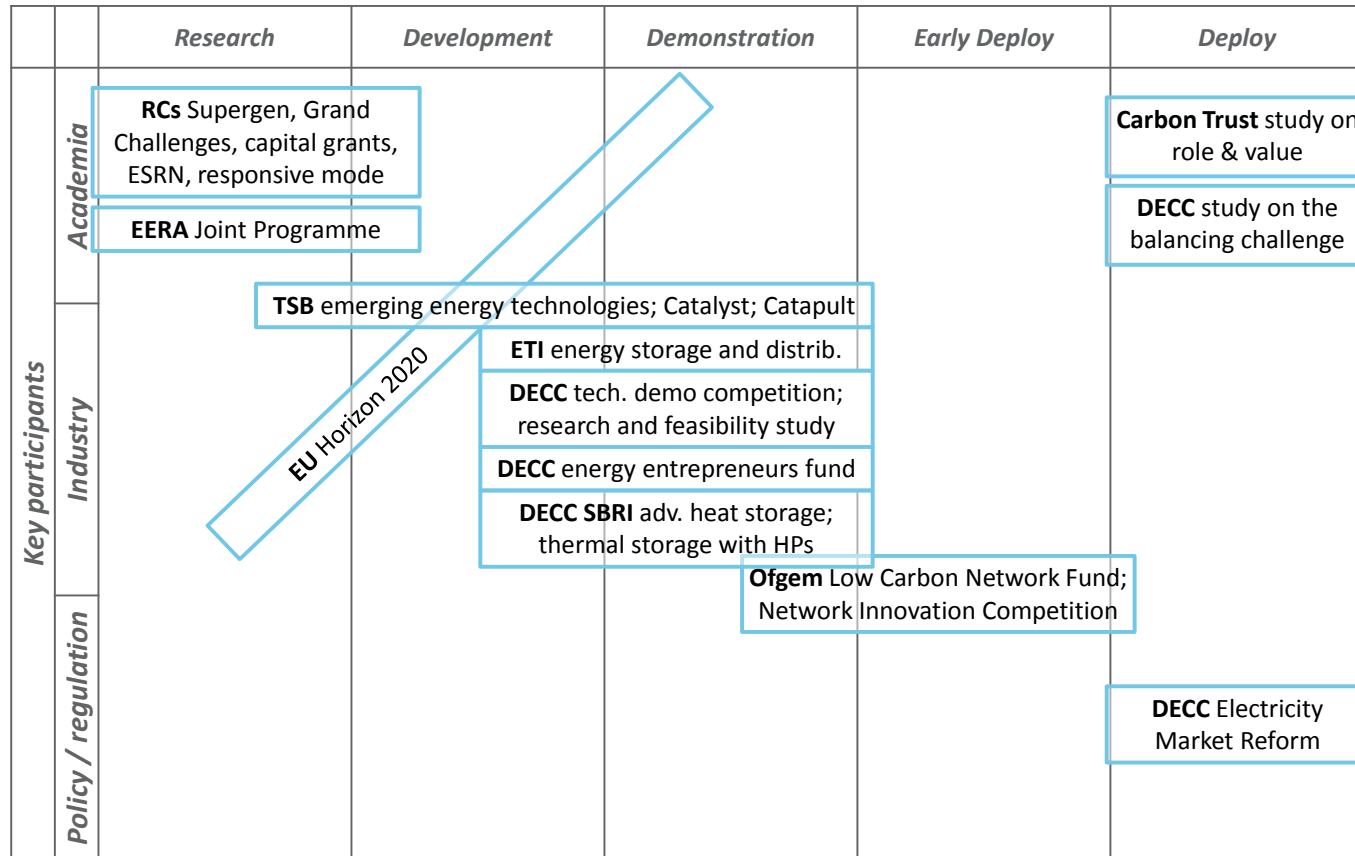 Research
Development
Demonstration
Early Deploy
Deploy
Key participants
Academia
RCs Supergen, Grand
Challenges, capital grants,
ESRN, responsive mode
EERA Joint Programme
Carbon Trust study on
role & value
DECC study on the
balancing challenge
Industry
TSB emerging energy technologies; Catalyst; Catapult
EU Horizon 2020
ETI energy storage and distrib.
DECC tech. demo competition;
research and feasibility study
DECC energy entrepreneurs fund
DECC SBRI adv. heat storage;
thermal storage with HPs
Ofgem Low Carbon Network Fund;
Network Innovation Competition
Policy / regulation
DECC Electricity
Market Reform